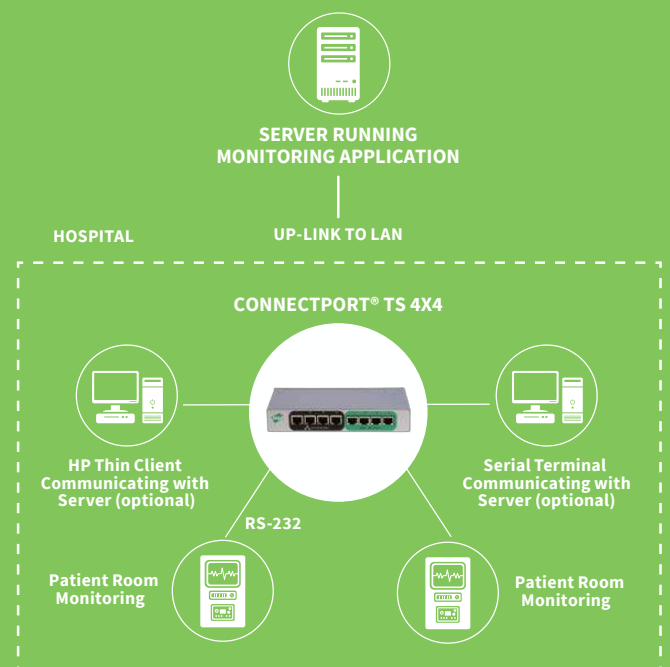 SERVER RUNNING
MONITORING APPLICATION
HOSPITAL
UP-LINK TO LAN
CONNECTPORT® TS 4X4
HP Thin Client
Communicating with
Server (optional)
Serial Terminal
Communicating with
Server (optional)
RS-232
Patient Room
Monitoring
Patient Room
Monitoring